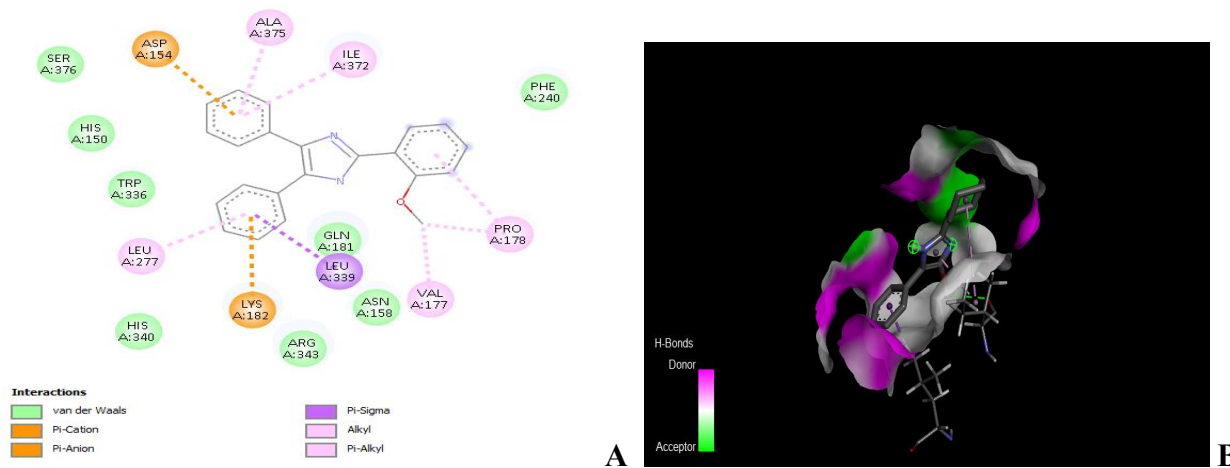 ALA
A:375
ASP
A:154
ILE
A:372
SER
A:376
PHE
A:240
HIS
A:150
TRP
A:336
N
N
H
O
GLN
A:181
PRO
A:178
LEU
A:277
LEU
A:339
VAL
A:177
LYS
A:182
ASN
A:158
HIS
A:340
ARG
A:343
Interactions
van der Waals
Pi-Cation
Pi-Anion
Pi-Sigma
Alkyl
Pi-Alkyl
A
H-Bonds
Donor
Acceptor
B